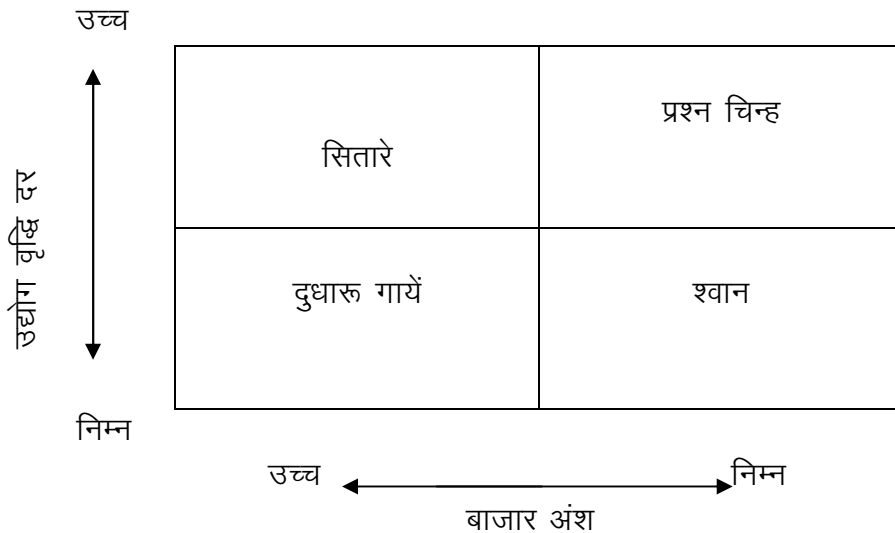 उच्च
प्रश्न चिन्ह
सितारे
उद्योग वृद्धि दर
दुधारू गायें
श्वान
निम्न
उच्च
निम्न
बाजार अंश